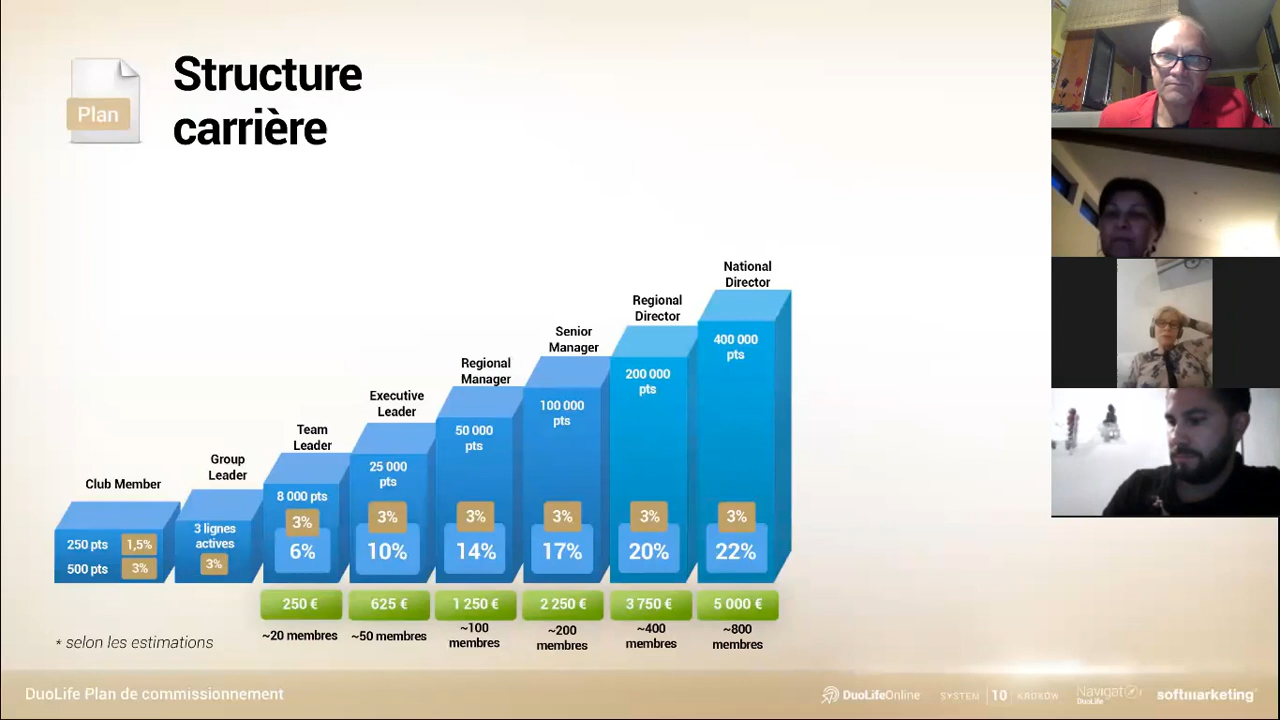 Plan
Structure
carrière
Club Member
250 pts 1,5%
500 pts 3%
Group
Leader
3 lignes
actives
3%
Team
Leader
8 000 pts
3%
6%
250 €
~20 membres
Executive
Leader
25 000
pts
3%
10%
625 €
~50 membres
Regional
Manager
50 000
pts
3%
14%
1 250 €
~100
membres
Senior
Manager
100 000
pts
3%
17%
2 250 €
~200
membres
Regional
Director
200 000
pts
3%
20%
3 750 €
~400
membres
National
Director
400 000
pts
3%
22%
5 000 €
~800
membres
* selon les estimations
DuoLife Plan de commissionnement
DuoLifeOnline
SYSTEM 10 KROKÓW
Navigator
DuoLife
softmarketing